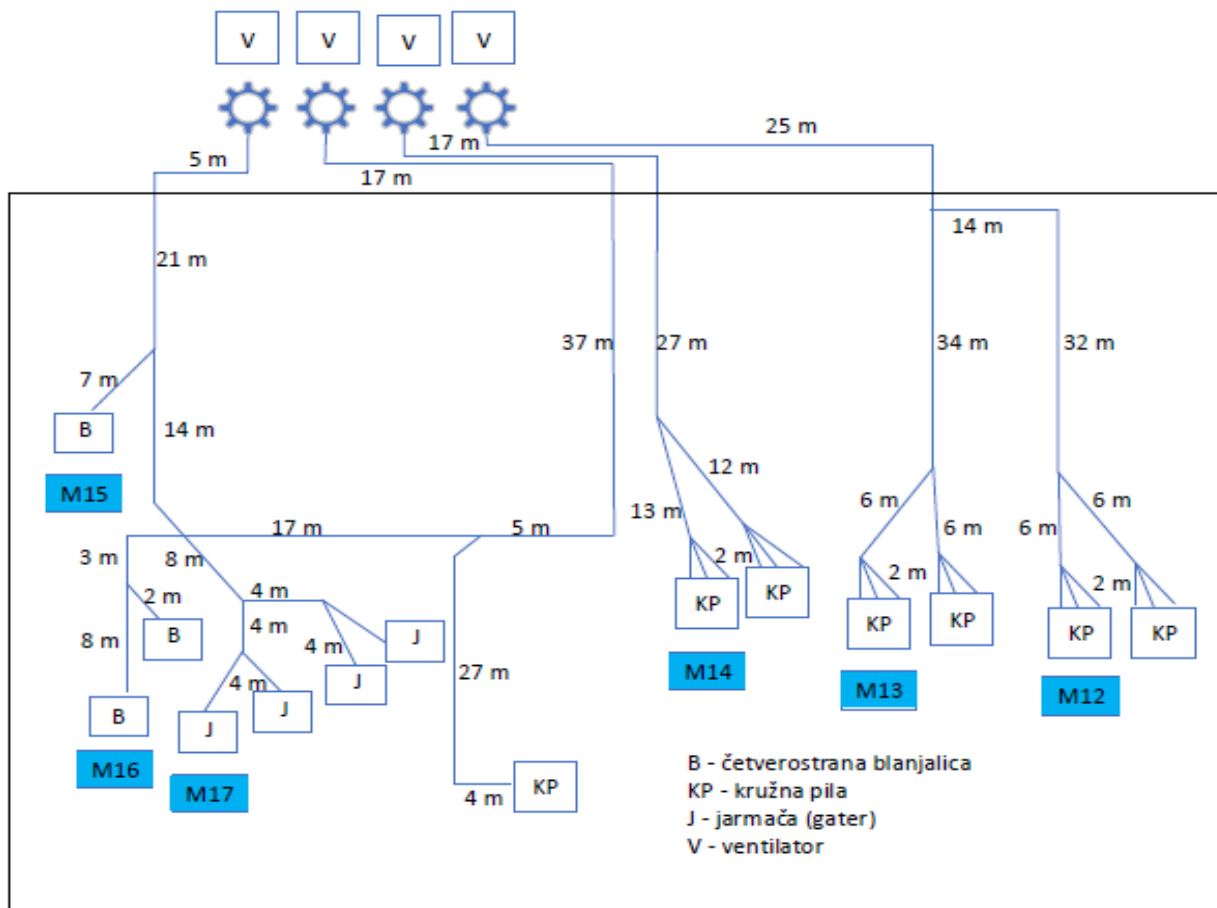 V V V V
25 m
17 m
5 m
17 m
14 m
21 m
37 m
27 m
34 m
32 m
7 m
B
14 m
12 m
M15
6 m
6 m
13 m
17 m
5 m
6 m
6 m
3 m
8 m
2 m
2 m
2 m
4 m
2 m
KP
KP
KP
KP
KP
KP
4 m
B
8 m
4 m
J
27 m
M14
M13
M12
J
4 m
J
J
B
M16
M17
4 m
KP
B - četverostrana blanjalica
KP - kružna pila
J - jarmača (gater)
V - ventilator